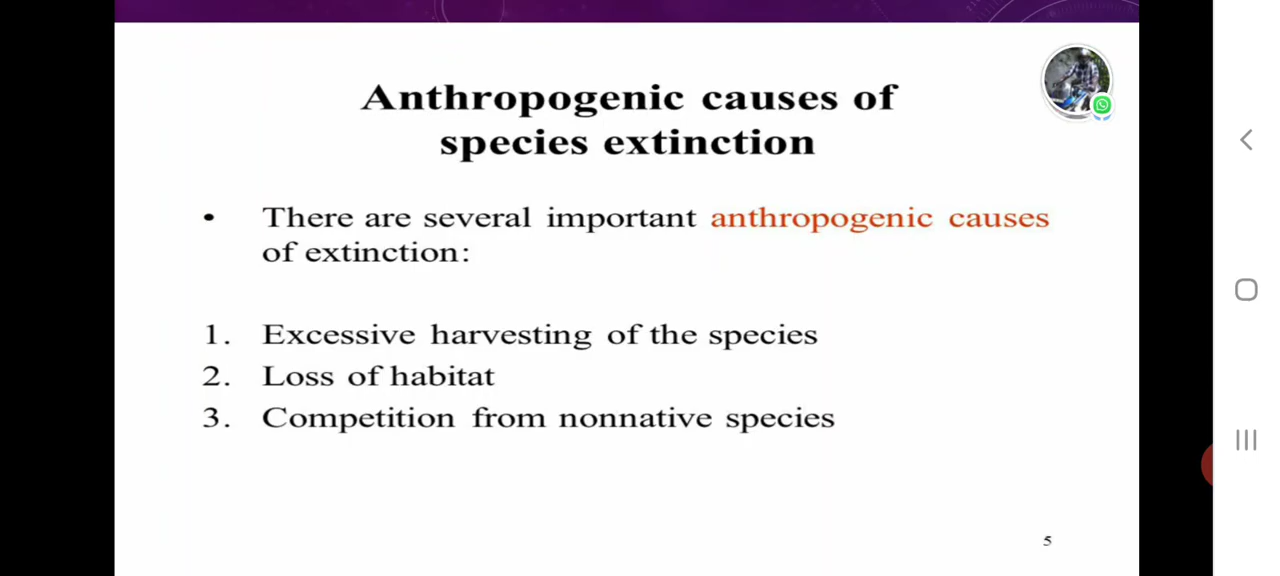 Anthropogenic causes of
species extinction
• There are several important anthropogenic causes
of extinction:
1. Excessive harvesting of the species
2. Loss of habitat
3. Competition from nonnative species
5